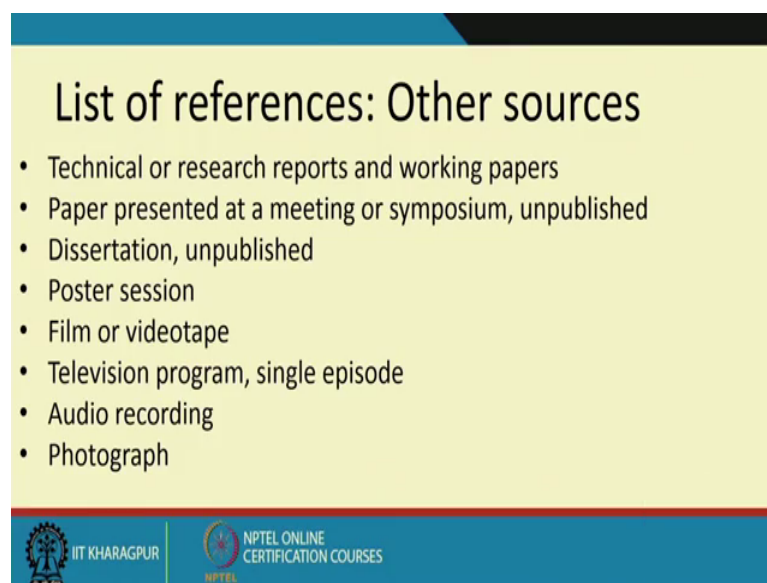 List of references: Other sources
• Technical or research reports and working papers
• Paper presented at a meeting or symposium, unpublished
• Dissertation, unpublished
• Poster session
• Film or videotape
• Television program, single episode
• Audio recording
• Photograph
IIT KHARAGPUR
NPTEL ONLINE
CERTIFICATION COURSES
NPTEL